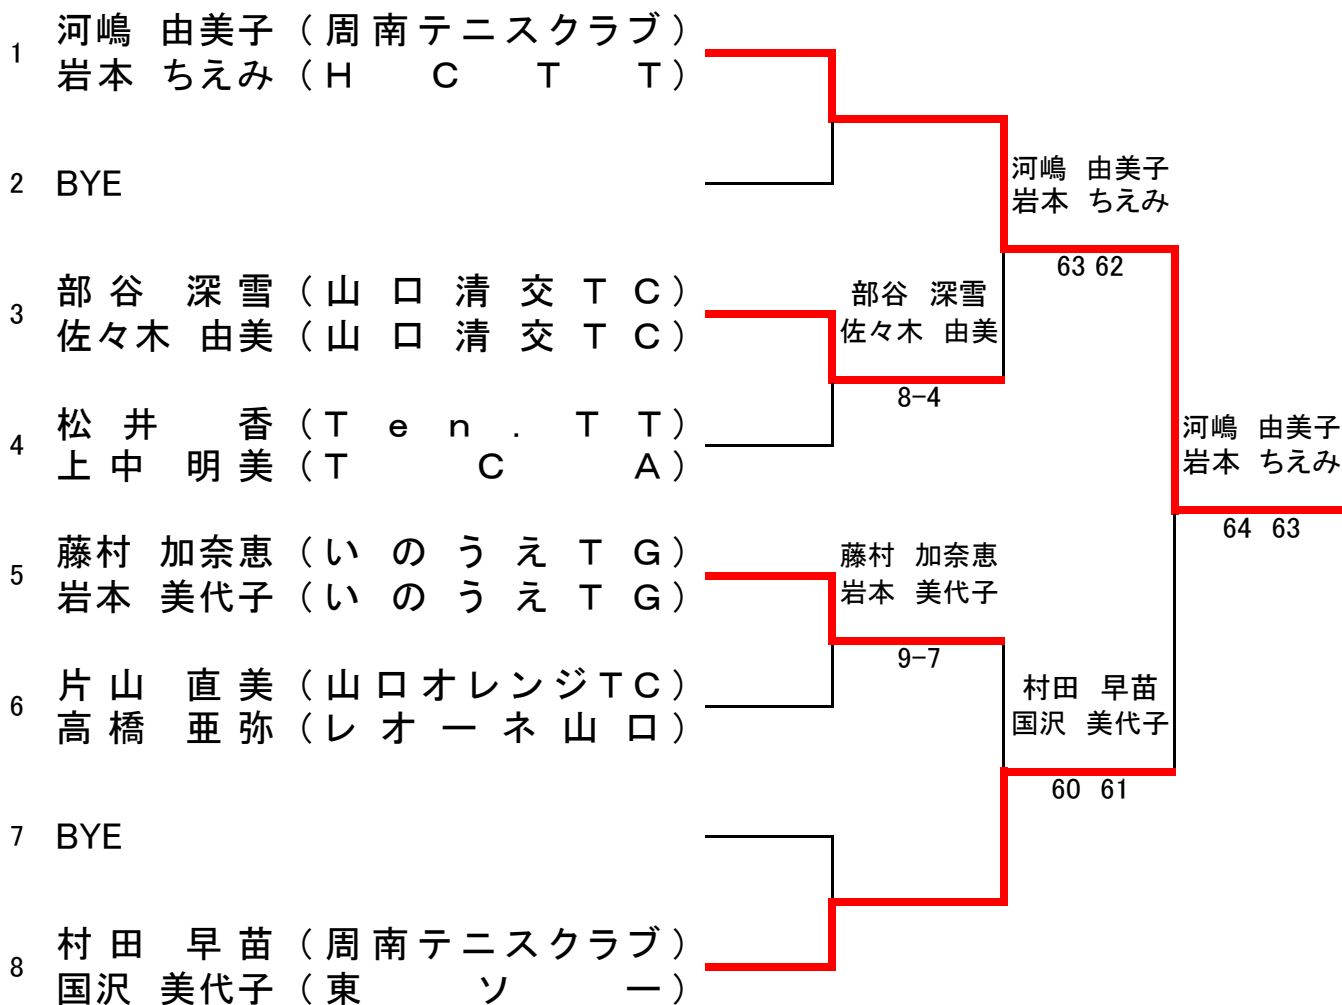 1 河嶋 由美子（周南テニスクラブ）
岩本 ちえみ（ＨＣＴＴ）
2 BYE
河嶋 由美子
岩本 ちえみ
63 62
3 部谷 深雪（山口清交ＴＣ）
佐々木 由美（山口清交ＴＣ）
部谷 深雪
佐々木 由美
8-4
4 松井 香（Ｔｅｎ．ＴＴ）
上中 明美（ＴＣＡ）
河嶋 由美子
岩本 ちえみ
64 63
5 藤村 加奈恵（いのうえＴＧ）
岩本 美代子（いのうえＴＧ）
藤村 加奈恵
岩本 美代子
9-7
6 片山 直美（山口オレンジTC）
高橋 亜弥（レオーネ山口）
村田 早苗
国沢 美代子
60 61
7 BYE
8 村田 早苗（周南テニスクラブ）
国沢 美代子（東ソー）